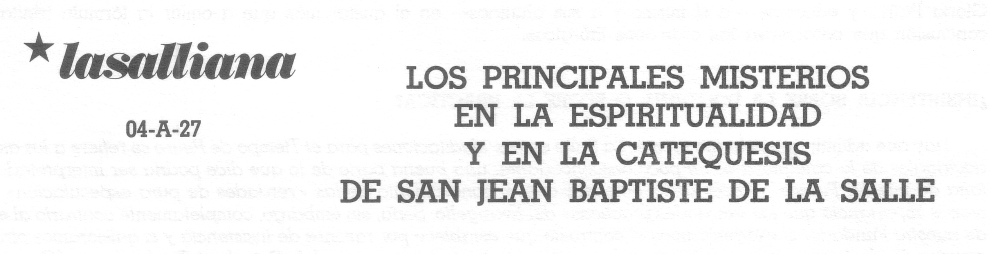 ★ lasalliana
04-A-27
LOS PRINCIPALES MISTERIOS
EN LA ESPIRITUALIDAD
Y EN LA CATEQUESIS
DE SAN JEAN BAPTISTE DE LA SALLE